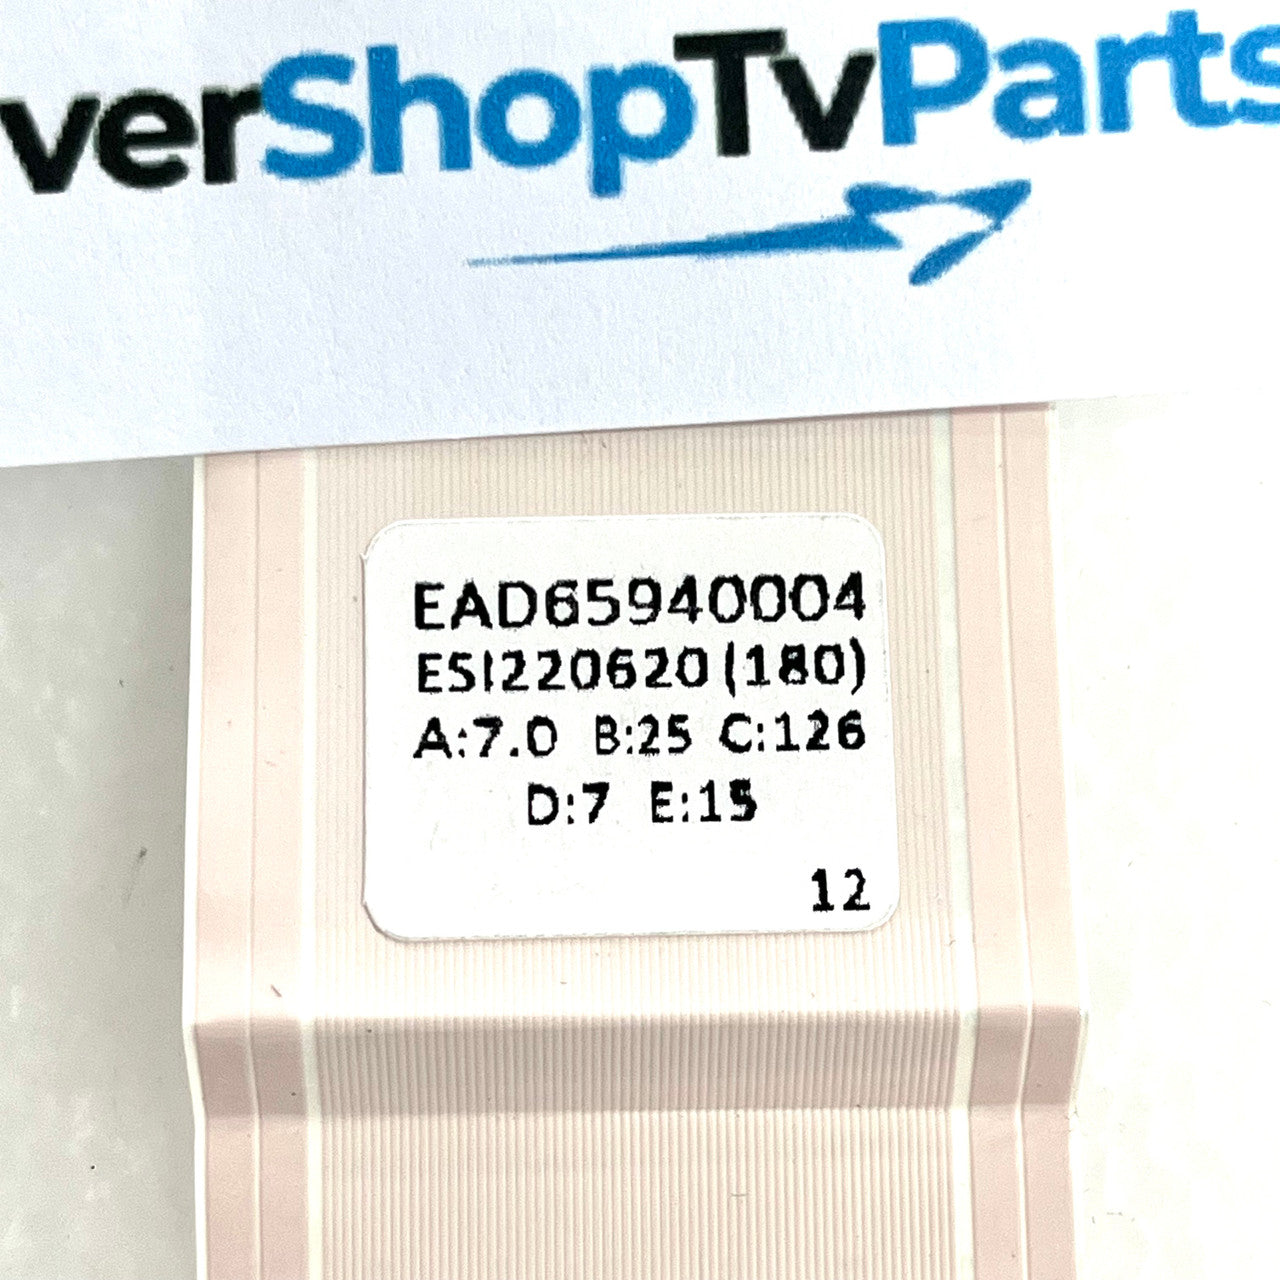 verShopTvParts
EAD65940004
ESI220620 (180)
A:7.0 B:25 C:126
D:7 E:15
12